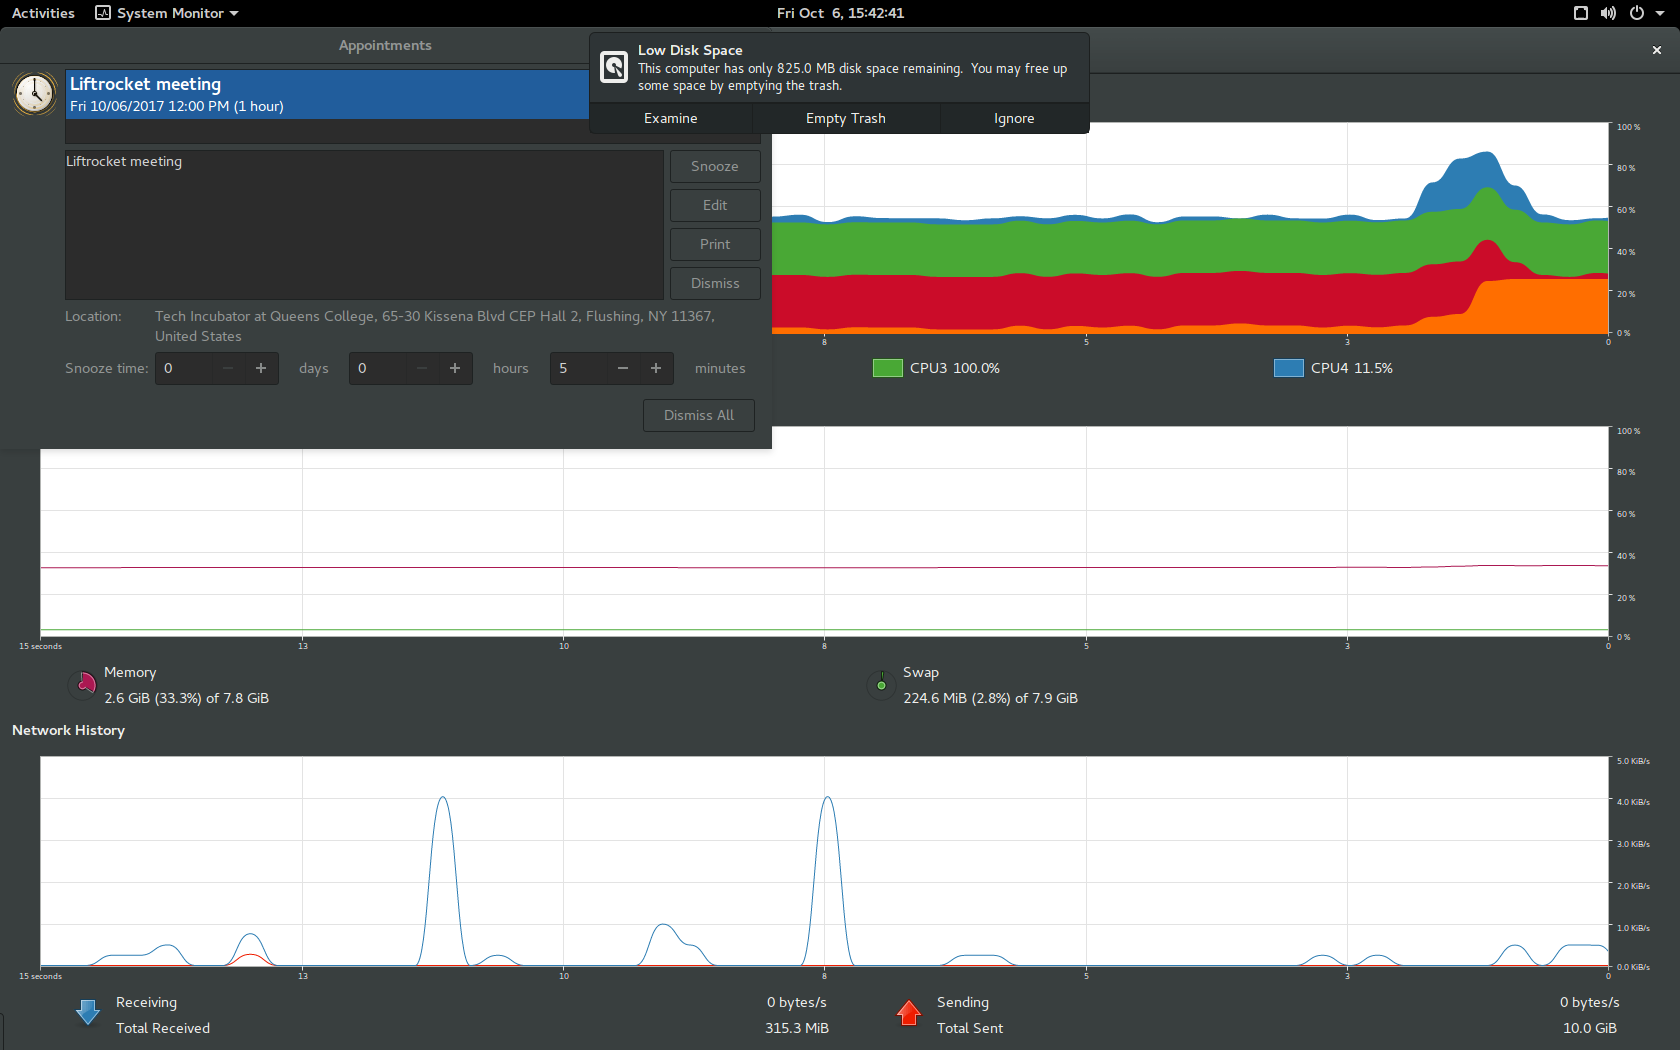 Activities System Monitor Fri Oct 6, 15:42:41
Appointments
Liftrocket meeting
Fri 10/06/2017 12:00 PM (1 hour)
Low Disk Space
This computer has only 825.0 MB disk space remaining. You may free up
some space by emptying the trash.
Examine Empty Trash Ignore
Liftrocket meeting
Snooze
Edit
Print
Dismiss
Location: Tech Incubator at Queens College, 65-30 Kissena Blvd CEP Hall 2, Flushing, NY 11367,
United States
Snooze time: 0 − + days 0 − + hours 5 − + minutes
Dismiss All
100 %
80 %
60 %
40 %
20 %
0 %
8 5 3 0
CPU3 100.0% CPU4 11.5%
100 %
80 %
60 %
40 %
20 %
0 %
15 seconds 13 10 8 5 3 0
Memory
2.6 GiB (33.3%) of 7.8 GiB
Swap
224.6 MiB (2.8%) of 7.9 GiB
Network History
5.0 KiB/s
4.0 KiB/s
3.0 KiB/s
2.0 KiB/s
1.0 KiB/s
0.0 KiB/s
15 seconds 13 10 8 5 3 0
Receiving 0 bytes/s
Total Received 315.3 MiB
Sending 0 bytes/s
Total Sent 10.0 GiB